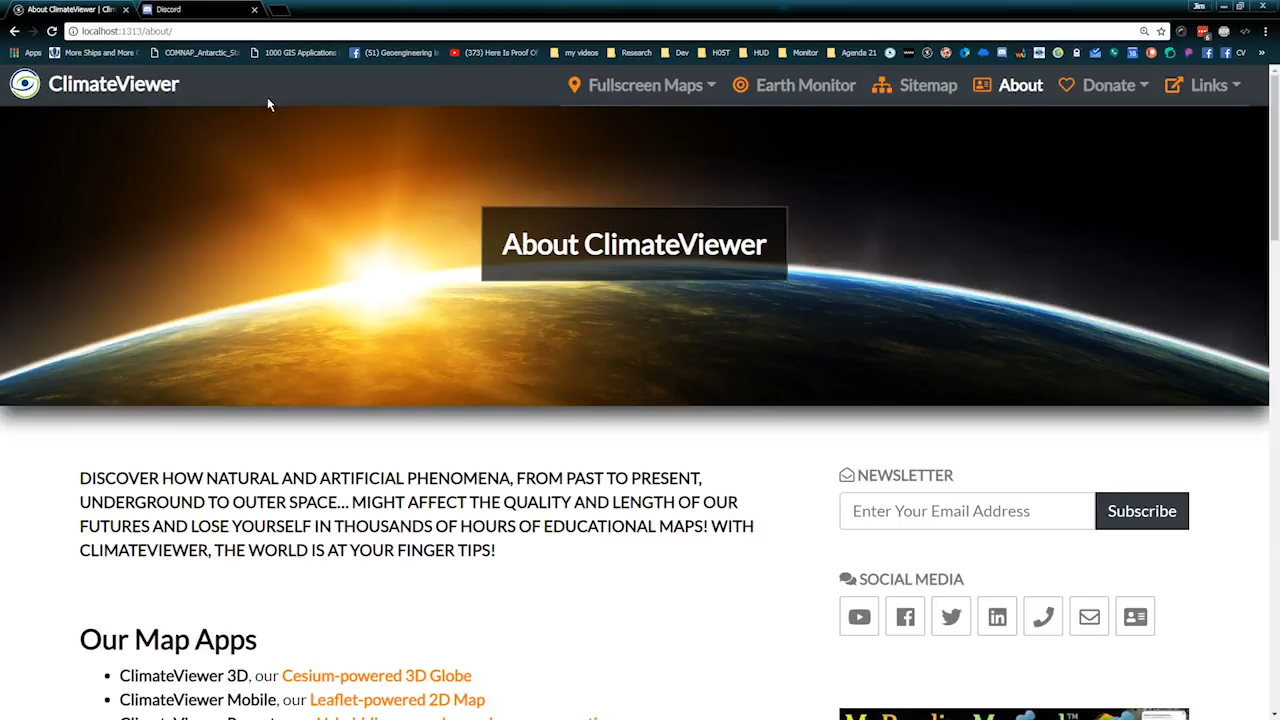 About ClimateViewer | Clim
Discord
Jim
localhost:1313/about/
Apps
More Ships and More C
COMNAP_Antarctic_Sta
1000 GIS Applications
(51) Geoengineering is
(373) Here Is Proof Of
my videos
Research
Dev
HOST
HUD
Monitor
Agenda 21
CV
ClimateViewer
Fullscreen Maps
Earth Monitor
Sitemap
About
Donate
Links
About ClimateViewer
DISCOVER HOW NATURAL AND ARTIFICIAL PHENOMENA, FROM PAST TO PRESENT,
UNDERGROUND TO OUTER SPACE... MIGHT AFFECT THE QUALITY AND LENGTH OF OUR
FUTURES AND LOSE YOURSELF IN THOUSANDS OF HOURS OF EDUCATIONAL MAPS! WITH
CLIMATEVIEWER, THE WORLD IS AT YOUR FINGER TIPS!
NEWSLETTER
Enter Your Email Address
Subscribe
SOCIAL MEDIA
Our Map Apps
ClimateViewer 3D, our Cesium-powered 3D Globe
ClimateViewer Mobile, our Leaflet-powered 2D Map